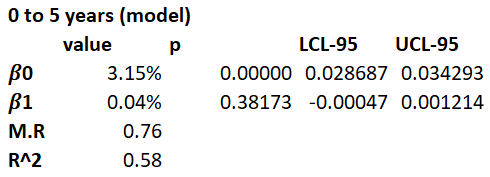 0 to 5 years (model)
value p LCL-95 UCL-95
β0 3.15% 0.00000 0.028687 0.034293
β1 0.04% 0.38173 -0.00047 0.001214
M.R 0.76
R^2 0.58